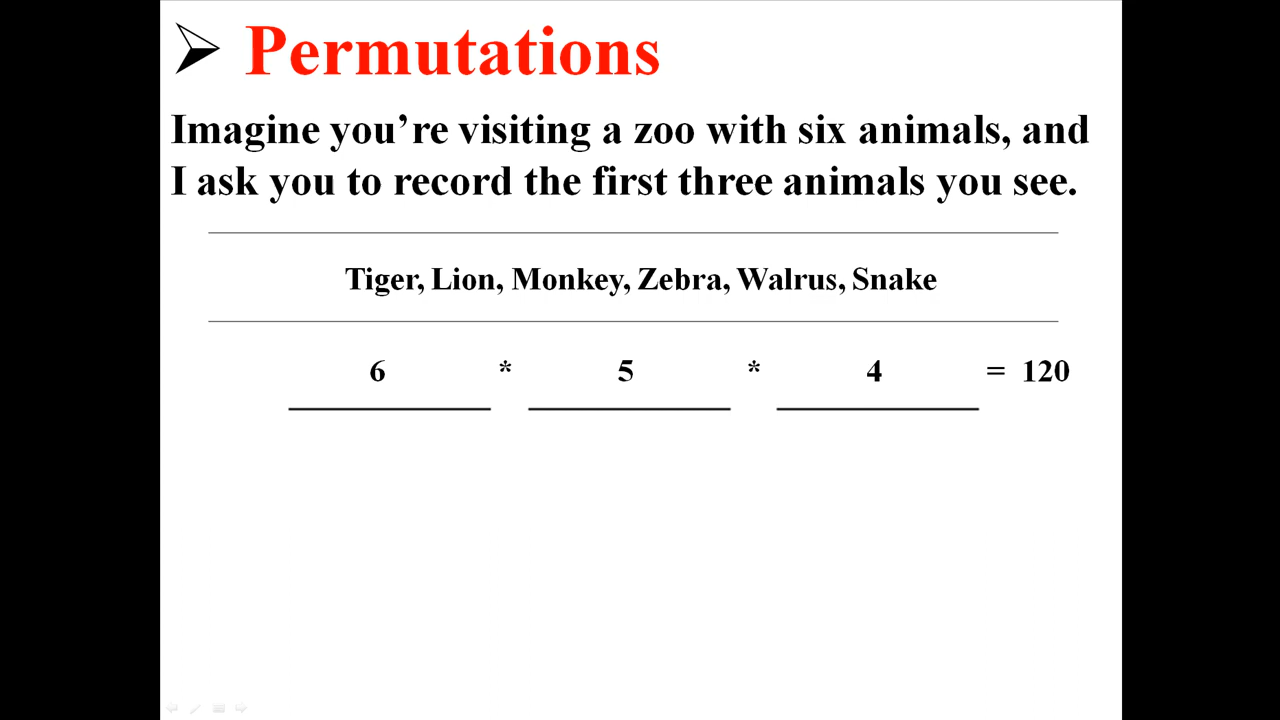 Permutations
Imagine you’re visiting a zoo with six animals, and
I ask you to record the first three animals you see.
Tiger, Lion, Monkey, Zebra, Walrus, Snake
6 * 5 * 4 = 120